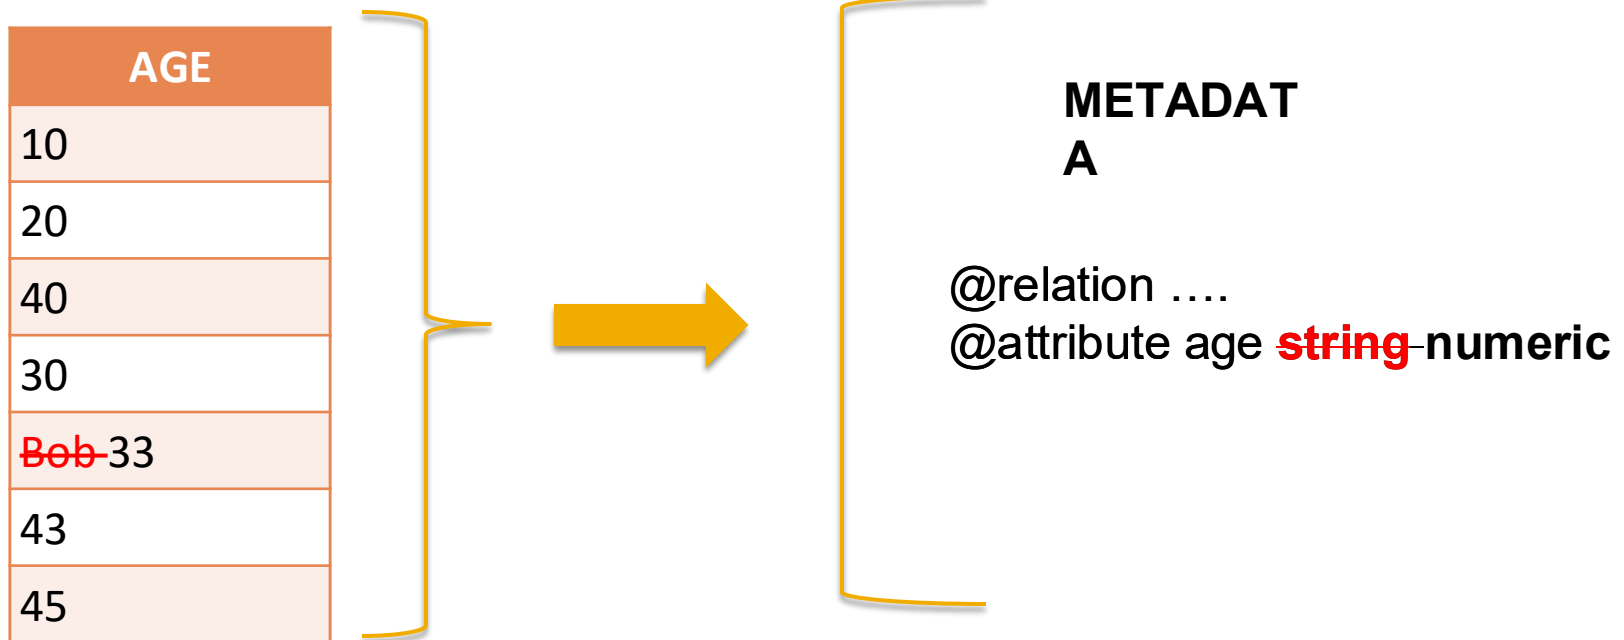 AGE
10
20
40
30
Bob 33
43
45
METADAT
A
@relation ....
@attribute age string numeric